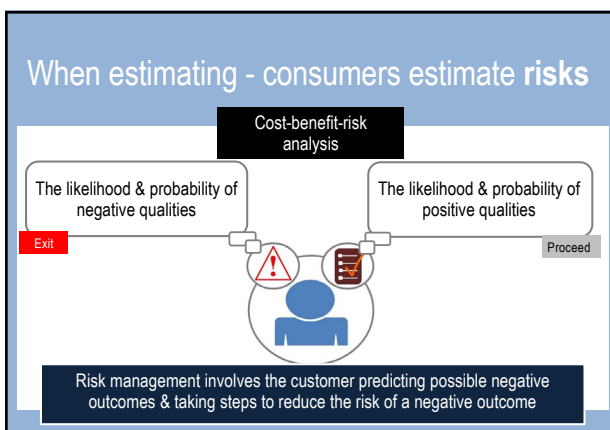 When estimating - consumers estimate risks
Cost-benefit-risk
analysis
The likelihood & probability of
negative qualities
The likelihood & probability of
positive qualities
Exit
Proceed
Risk management involves the customer predicting possible negative
outcomes & taking steps to reduce the risk of a negative outcome